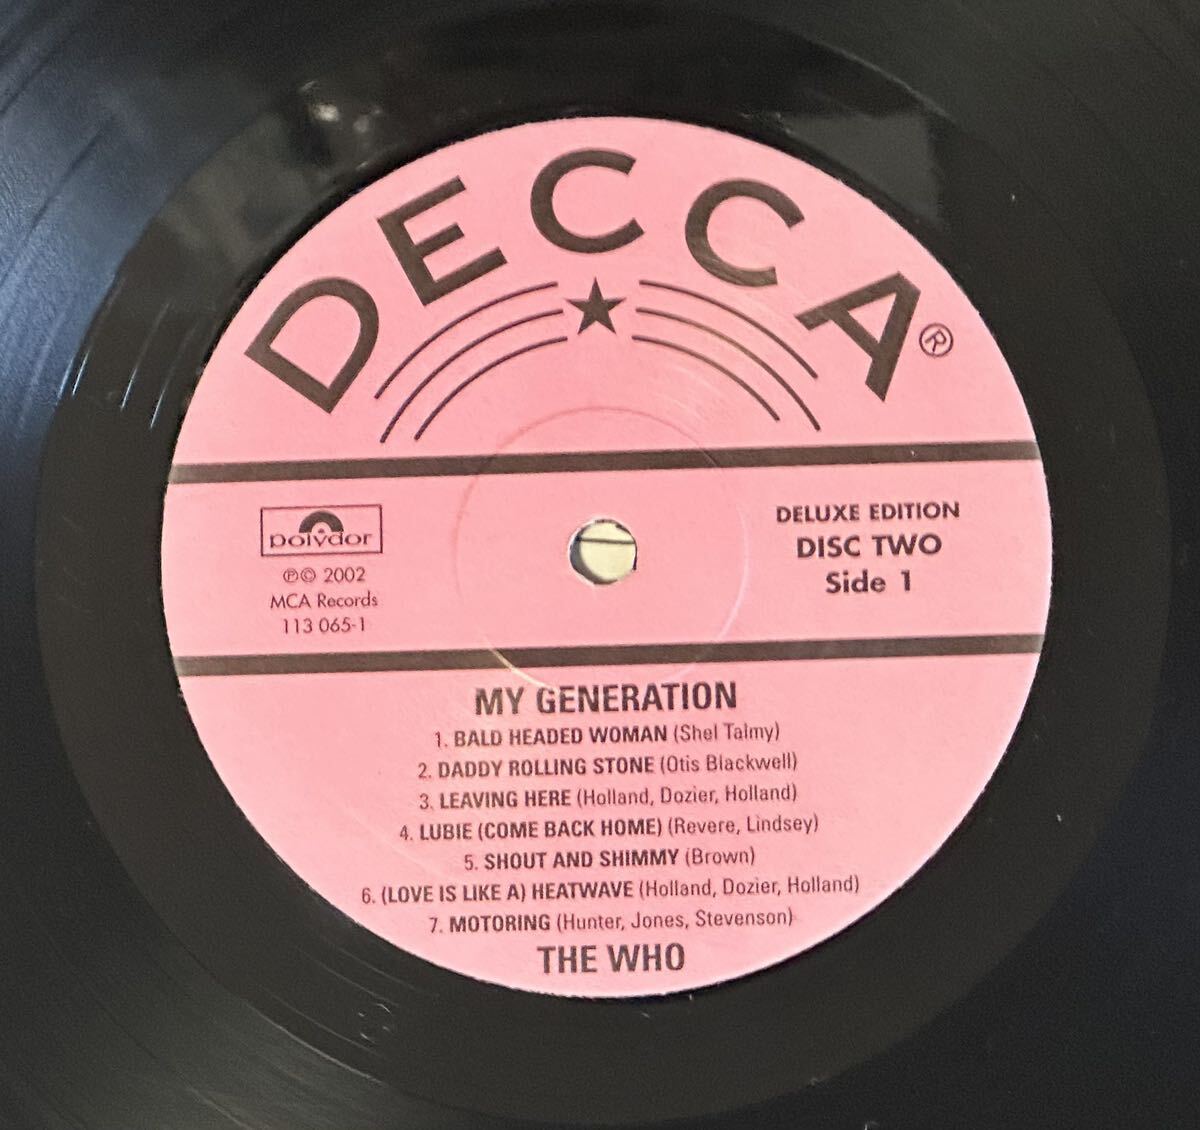 DECCA®
polydor
℗© 2002
MCA Records
113 065-1
DELUXE EDITION
DISC TWO
Side 1
MY GENERATION
1. BALD HEADED WOMAN (Shel Talmy)
2. DADDY ROLLING STONE (Otis Blackwell)
3. LEAVING HERE (Holland, Dozier, Holland)
4. LUBIE (COME BACK HOME) (Revere, Lindsey)
5. SHOUT AND SHIMMY (Brown)
6. (LOVE IS LIKE A) HEATWAVE (Holland, Dozier, Holland)
7. MOTORING (Hunter, Jones, Stevenson)
THE WHO